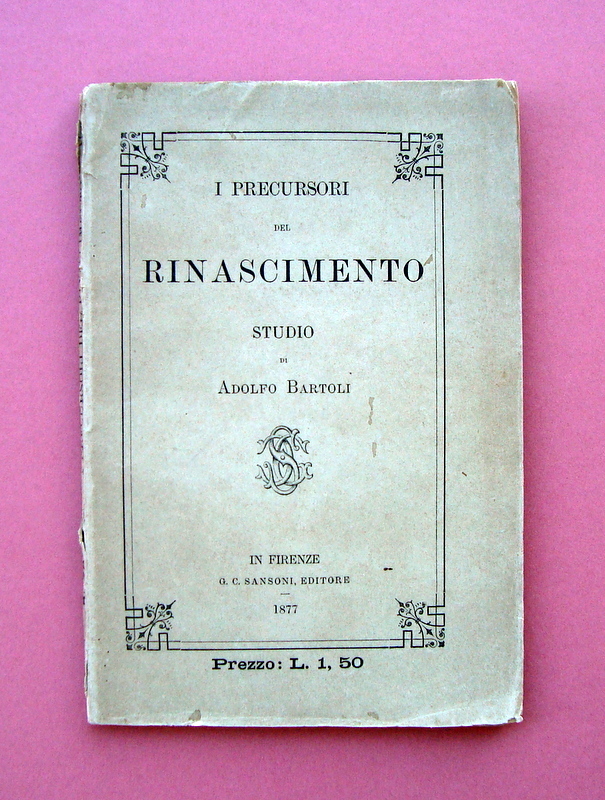 I PRECURSORI
DEL
RINASCIMENTO
STUDIO
DI
ADOLFO BARTOLI
IN FIRENZE
G. C. SANSONI, EDITORE
1877
Prezzo: L. 1, 50